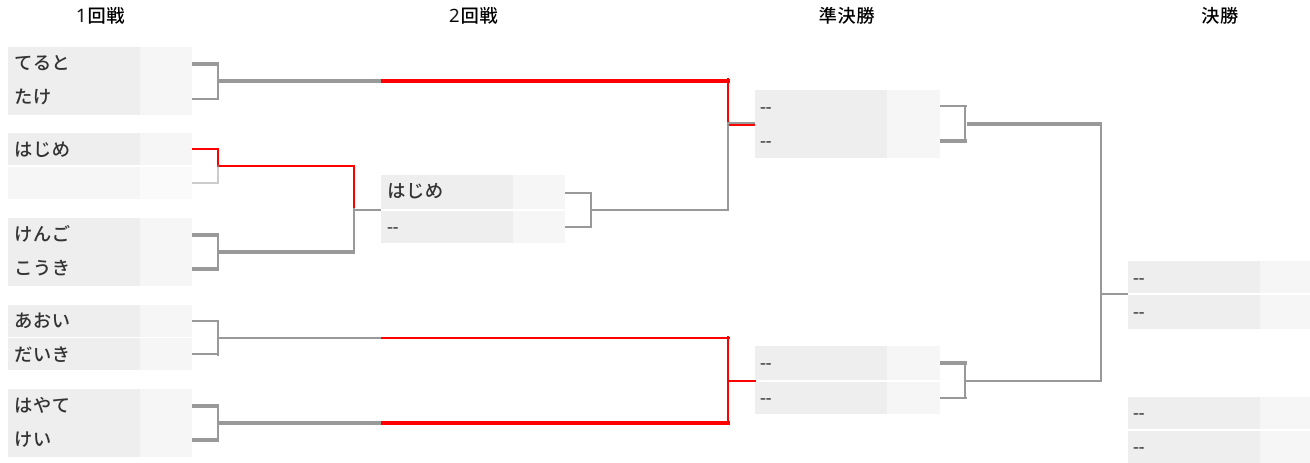 1回戦
2回戦
準決勝
決勝
てると
たけ
はじめ
けんご
こうき
あおい
だいき
はやて
けい
はじめ
--
--
--
--
--
--
--
--
--